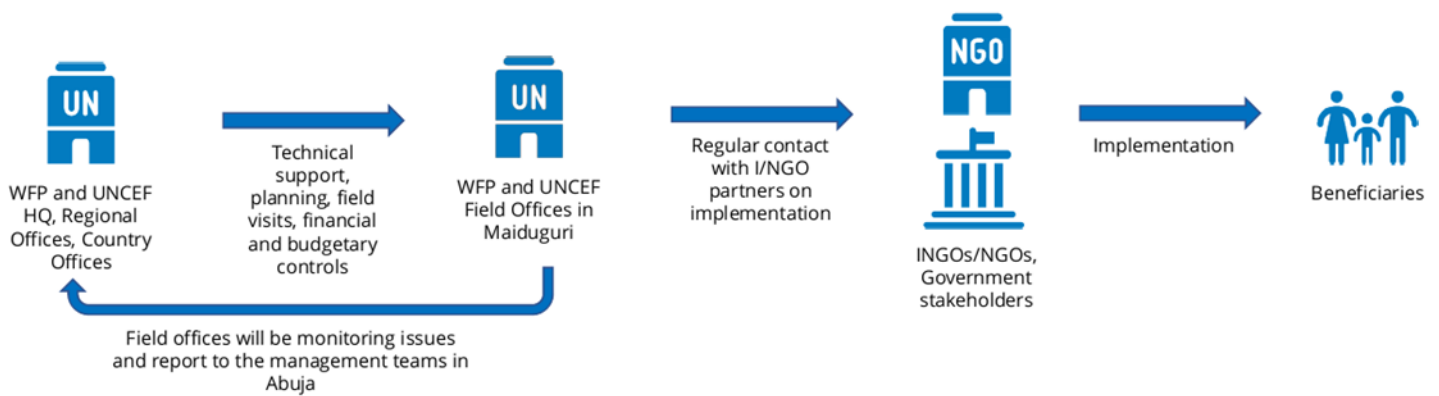 UN
WFP and UNCEF
HQ, Regional
Offices, Country
Offices
Technical
support,
planning, field
visits, financial
and budgetary
controls
UN
WFP and UNCEF
Field Offices in
Maiduguri
Field offices will be monitoring issues
and report to the management teams in
Abuja
Regular contact
with I/NGO
partners on
implementation
NGO
INGOs/NGOs,
Government
stakeholders
Implementation
Beneficiaries